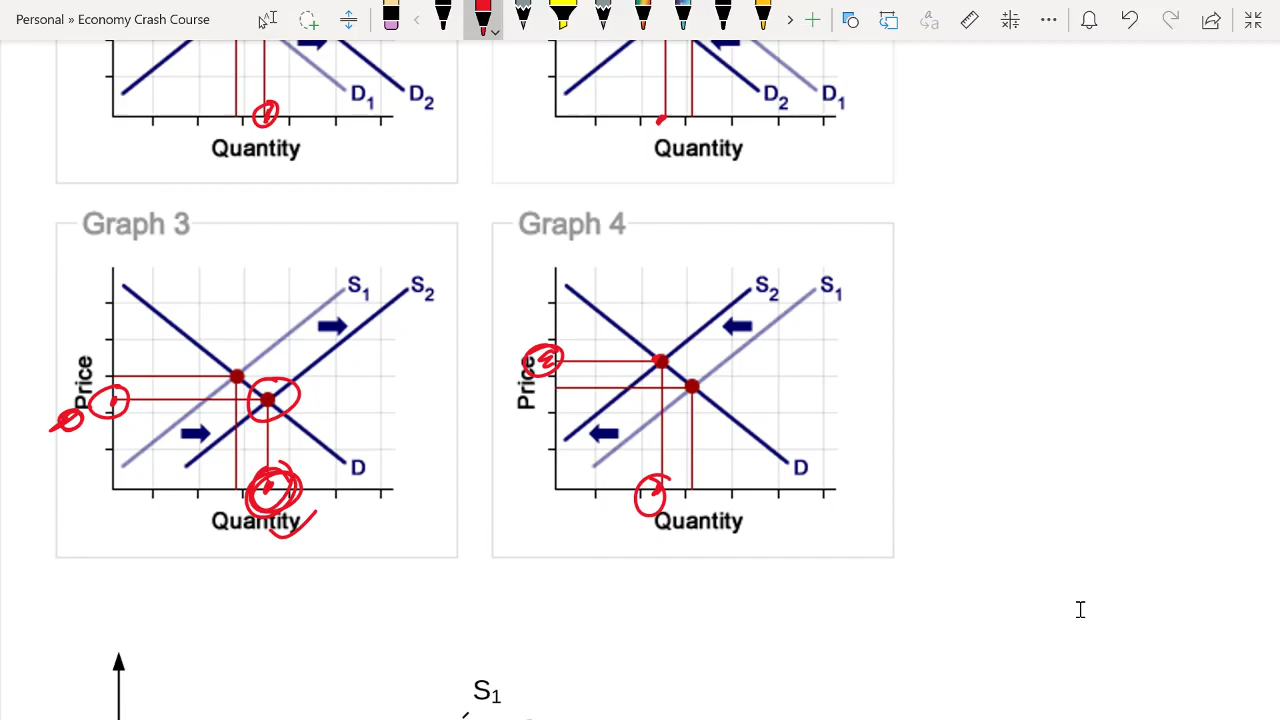 Personal » Economy Crash Course
D1 D2
Quantity
D2 D1
Quantity
Graph 3
S1 S2
Price
D
Quantity
Graph 4
S2 S1
Price
D
Quantity
S1